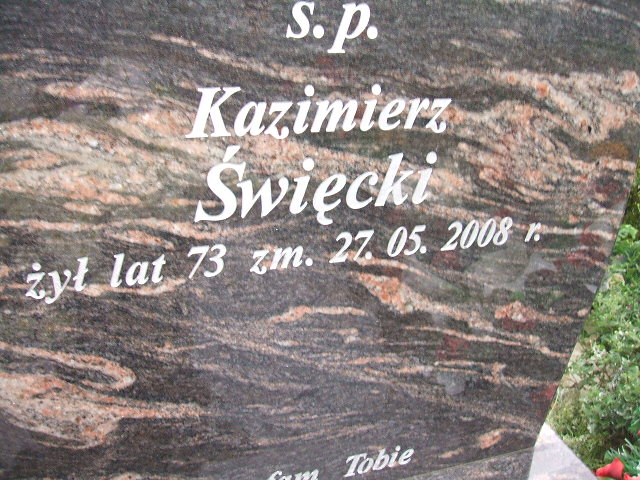 s.p.
Kazimierz
Święcki
żył lat 73 zm. 27. 05. 2008 r.
Tobie